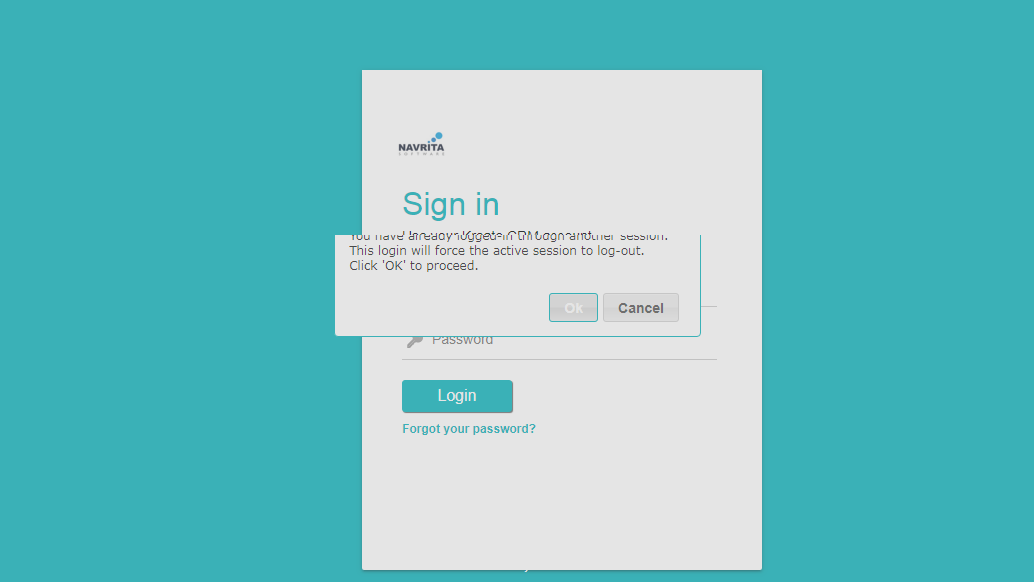 NAVRITA
SOFTWARE
Sign in
You have already logged-in through another session.
This login will force the active session to log-out.
Click 'OK' to proceed.
Ok
Cancel
Password
Login
Forgot your password?